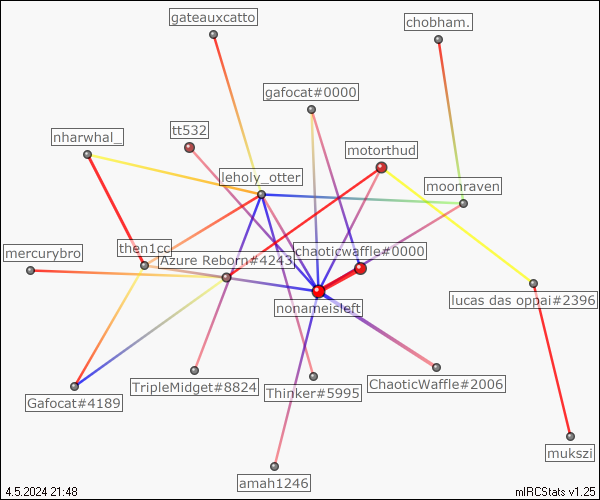 gateauxcatto
chobham.
gafocat#0000
tt532
nharwhal_
motorthud
leholy_otter
moonraven
then1cc
chaoticwaffle#0000
mercurybro
Azure Reborn#4243
lucas das oppai#2396
nonameisleft
TripleMidget#8824
Thinker#5995
ChaoticWaffle#2006
Gafocat#4189
mukszi
amah1246
4.5.2024 21:48
mIRCStats v1.25